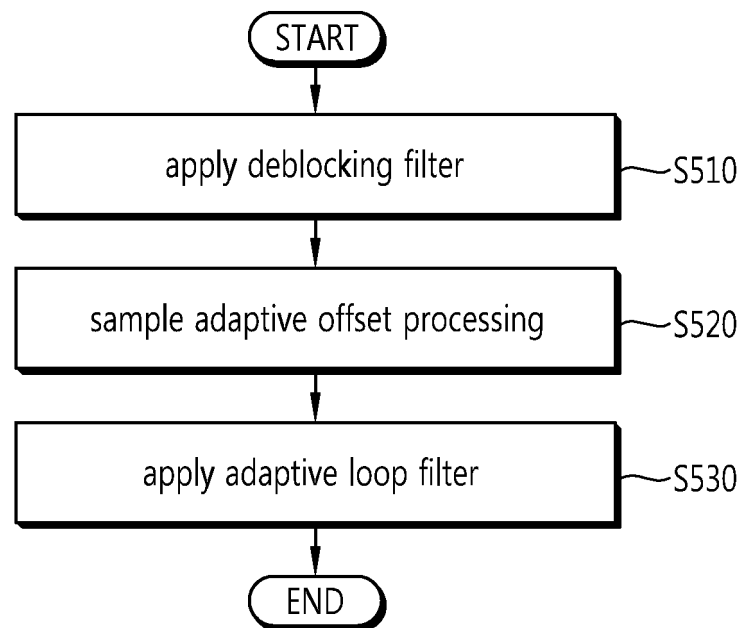 START
apply deblocking filter
S510
sample adaptive offset processing
S520
apply adaptive loop filter
S530
END